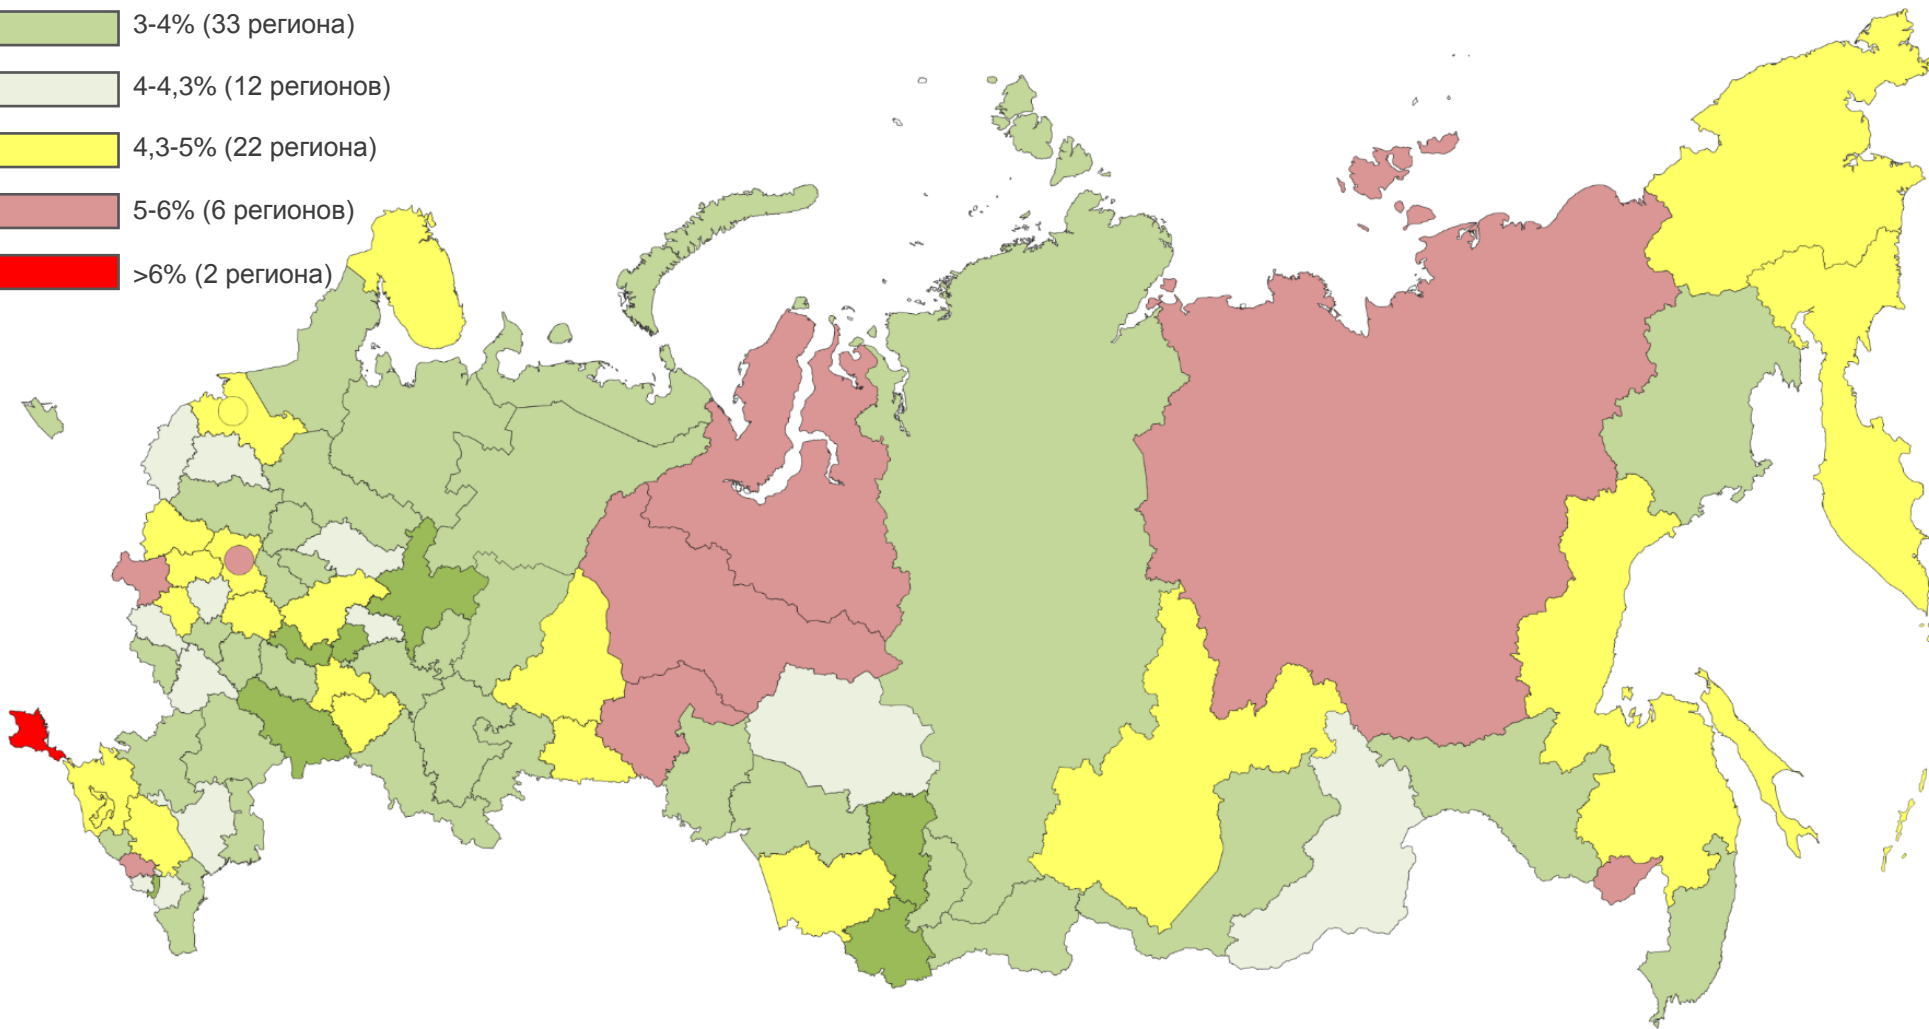 3-4% (33 региона)
4-4,3% (12 регионов)
4,3-5% (22 региона)
5-6% (6 регионов)
>6% (2 региона)